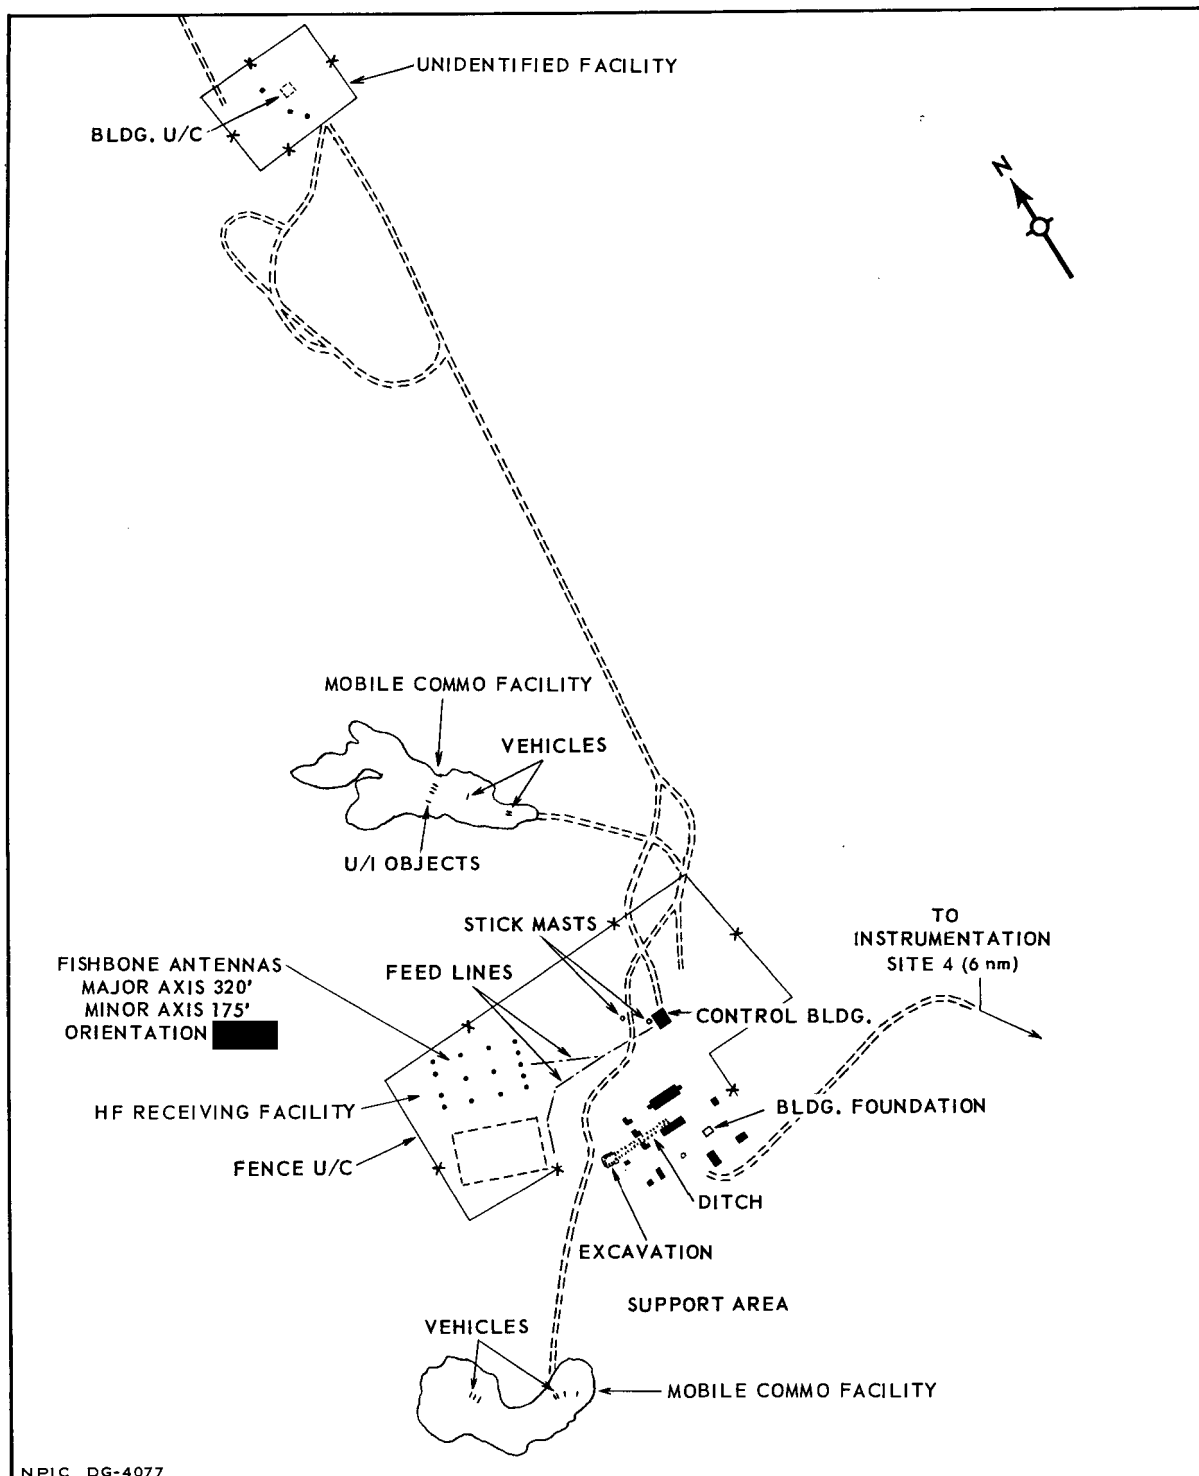 UNIDENTIFIED FACILITY
BLDG. U/C
N
MOBILE COMMO FACILITY
VEHICLES
U/I OBJECTS
STICK MASTS
FEED LINES
TO
INSTRUMENTATION
SITE 4 (6 nm)
FISHBONE ANTENNAS
MAJOR AXIS 320'
MINOR AXIS 175'
ORIENTATION
CONTROL BLDG.
HF RECEIVING FACILITY
BLDG. FOUNDATION
FENCE U/C
DITCH
EXCAVATION
SUPPORT AREA
VEHICLES
MOBILE COMMO FACILITY
NPIC DG-4077